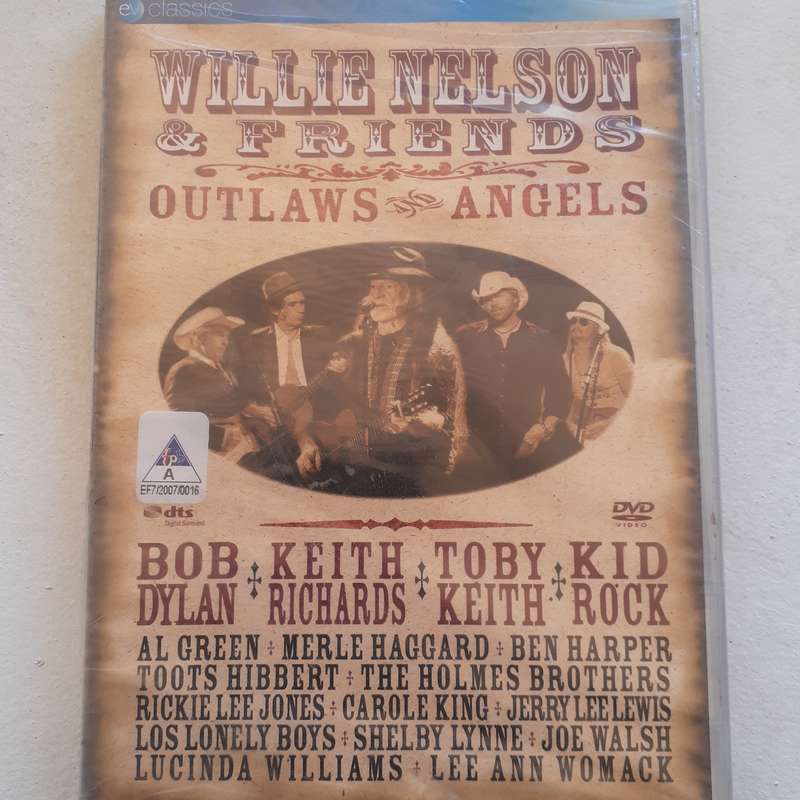 ev classics
WILLIE NELSON
& FRIENDS
OUTLAWS AND ANGELS
fp
A
EF7/2007/0016
dts
Digital Surround
DVD
VIDEO
BOB KEITH TOBY KID
DYLAN RICHARDS KEITH ROCK
AL GREEN MERLE HAGGARD BEN HARPER
TOOTS HIBBERT THE HOLMES BROTHERS
RICKIE LEE JONES CAROLE KING JERRY LEE LEWIS
LOS LONELY BOYS SHELBY LYNNE JOE WALSH
LUCINDA WILLIAMS LEE ANN WOMACK